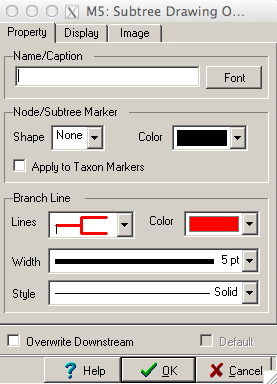 M5: Subtree Drawing O...
Property Display Image
Name/Caption
Font
Node/Subtree Marker
Shape None Color
Apply to Taxon Markers
Branch Line
Lines Color
Width 5 pt
Style Solid
Overwrite Downstream Default
? Help OK Cancel